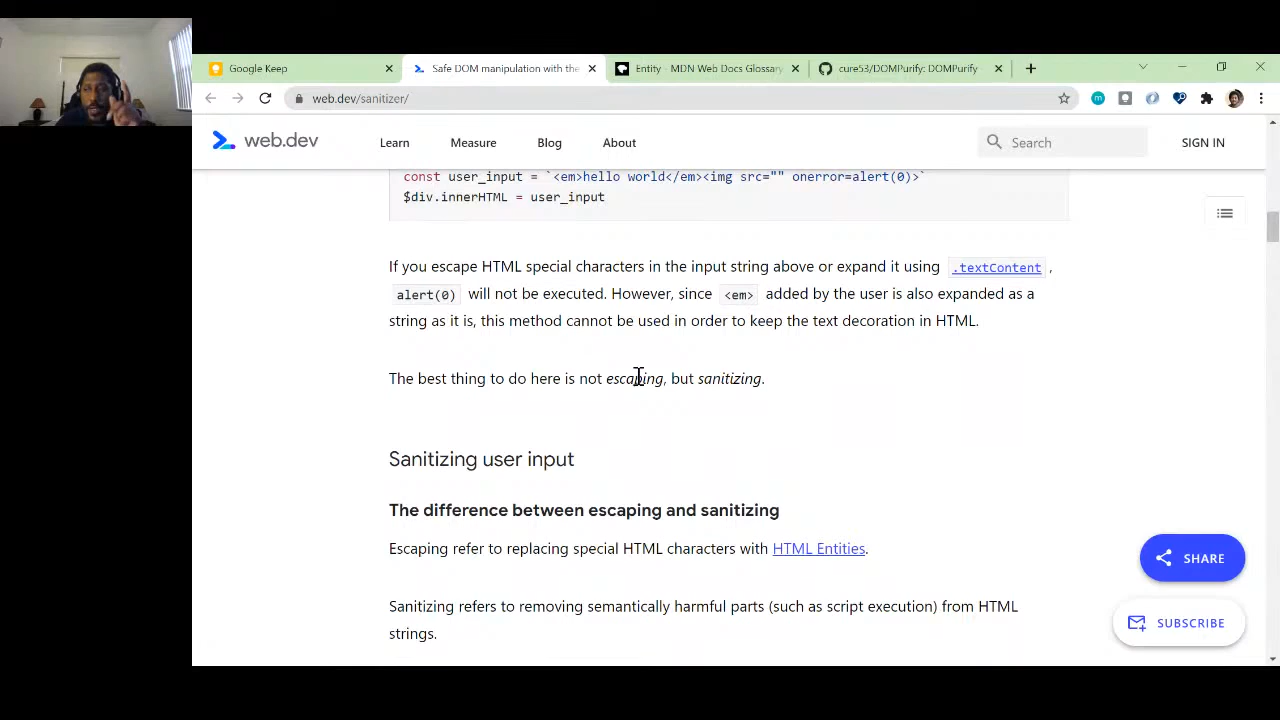 Google Keep
Safe DOM manipulation with the
Entity - MDN Web Docs Glossary
cure53/DOMPurify: DOMPurify
web.dev/sanitizer/
web.dev
Learn
Measure
Blog
About
Search
SIGN IN
const user_input = `<em>hello world</em><img src="" onerror=alert(0)>`
$div.innerHTML = user_input
If you escape HTML special characters in the input string above or expand it using .textContent ,
alert(0) will not be executed. However, since <em> added by the user is also expanded as a
string as it is, this method cannot be used in order to keep the text decoration in HTML.
The best thing to do here is not escaping, but sanitizing.
Sanitizing user input
The difference between escaping and sanitizing
Escaping refer to replacing special HTML characters with HTML Entities.
Sanitizing refers to removing semantically harmful parts (such as script execution) from HTML
strings.
SHARE
SUBSCRIBE